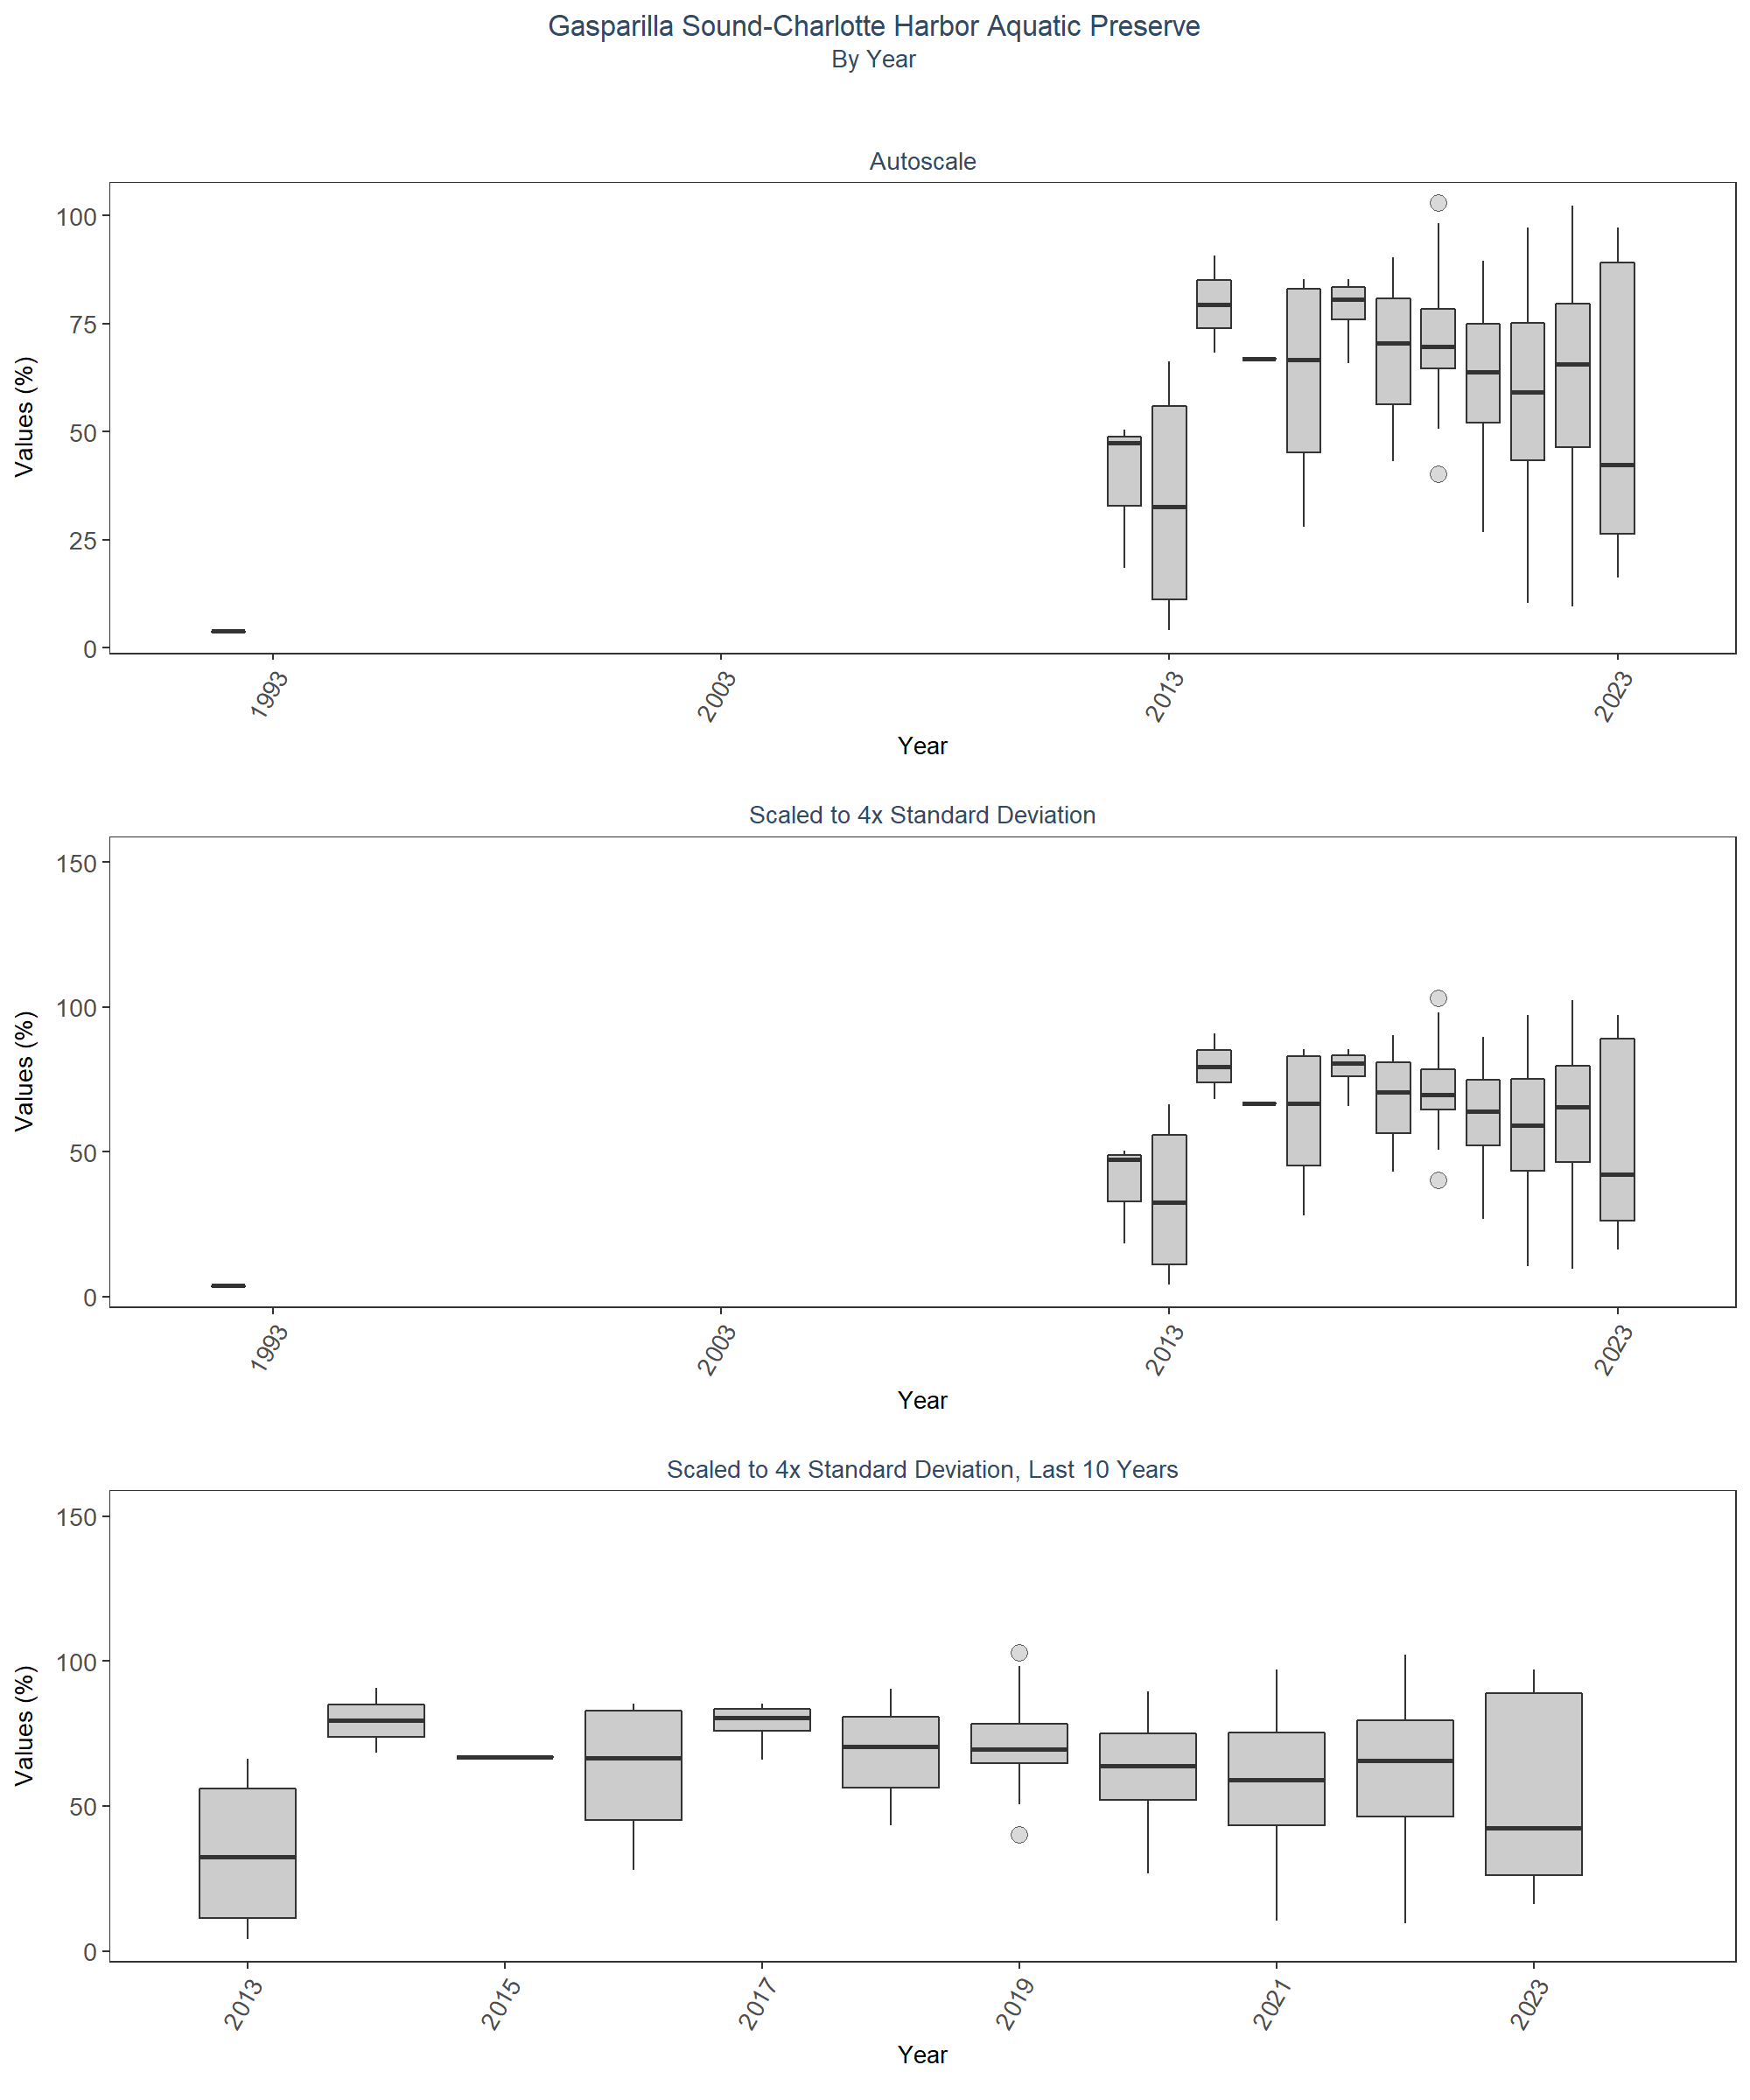 Gasparilla Sound-Charlotte Harbor Aquatic Preserve
By Year
Autoscale
Values (%)
100
75
50
25
0
1993
2003
2013
2023
Year
Scaled to 4x Standard Deviation
Values (%)
150
100
50
0
1993
2003
2013
2023
Year
Scaled to 4x Standard Deviation, Last 10 Years
Values (%)
150
100
50
0
2013
2015
2017
2019
2021
2023
Year